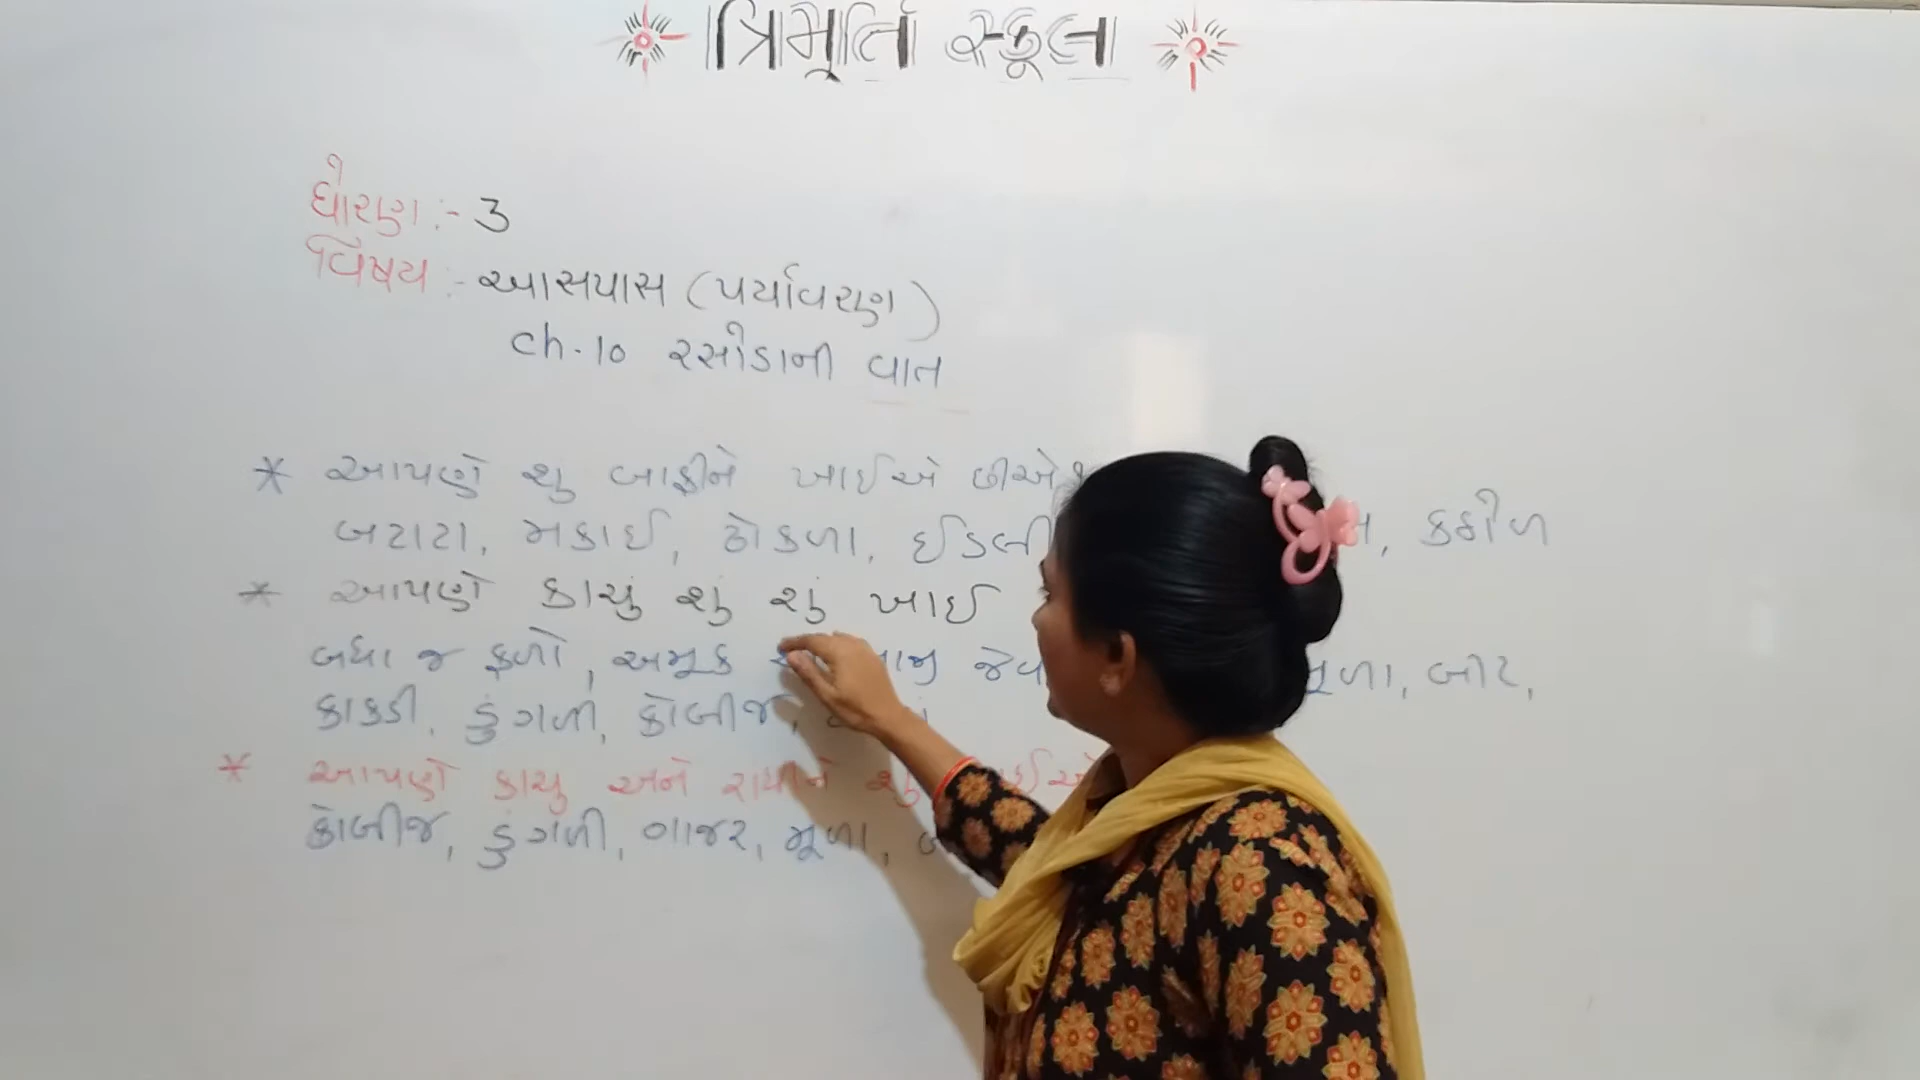 ત્રિમૂર્તિ સ્કૂલ
ધોરણ :- 3
વિષય :- આસપાસ (પર્યાવરણ)
ch.10 રસોડાની વાત
* આપણે શુ બાફીને ખાઈએ છીએ?
બટાટા, મકાઈ, ઢોકળા, ઈડલી , કઠોળ
* આપણે કાચું શું શું ખાઈ
બધા જ ફળો, અમૂક જેવ મૂળા, બીટ,
કાકડી, ડુંગળી, કોબીજ,
* આપણે કાચુ અને રાંધીને શું
કોબીજ, ડુંગળી, ગાજર, મૂળા,